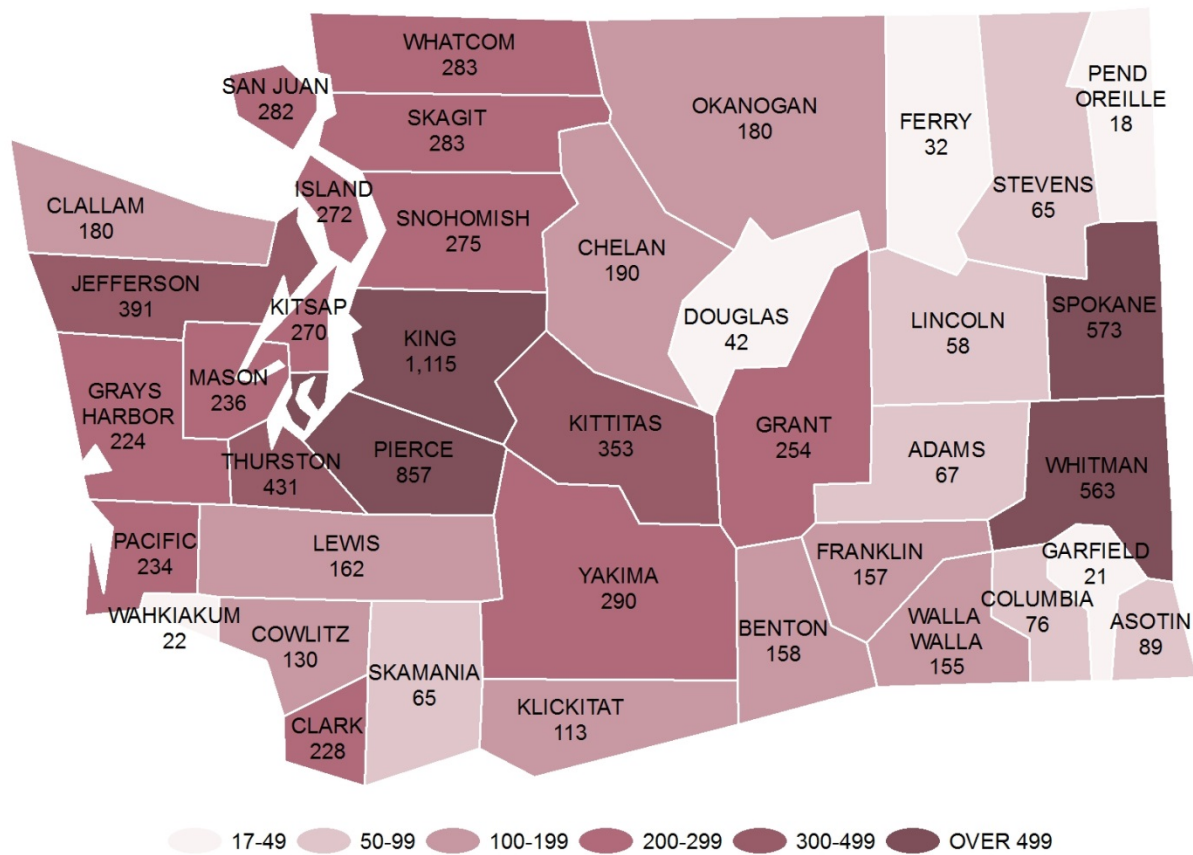 WHATCOM
283
SAN JUAN
282
SKAGIT
283
OKANOGAN
180
FERRY
32
PEND
OREILLE
18
STEVENS
65
CLALLAM
180
ISLAND
272
SNOHOMISH
275
CHELAN
190
JEFFERSON
391
KITSAP
270
KING
1,115
DOUGLAS
42
LINCOLN
58
SPOKANE
573
MASON
236
GRAYS
HARBOR
224
KITTITAS
353
GRANT
254
ADAMS
67
WHITMAN
563
THURSTON
431
PIERCE
857
PACIFIC
234
LEWIS
162
YAKIMA
290
FRANKLIN
157
GARFIELD
21
WAHKIAKUM
22
COWLITZ
130
SKAMANIA
65
BENTON
158
WALLA
WALLA
155
COLUMBIA
76
ASOTIN
89
CLARK
228
KLICKITAT
113
17-49 50-99 100-199 200-299 300-499 OVER 499